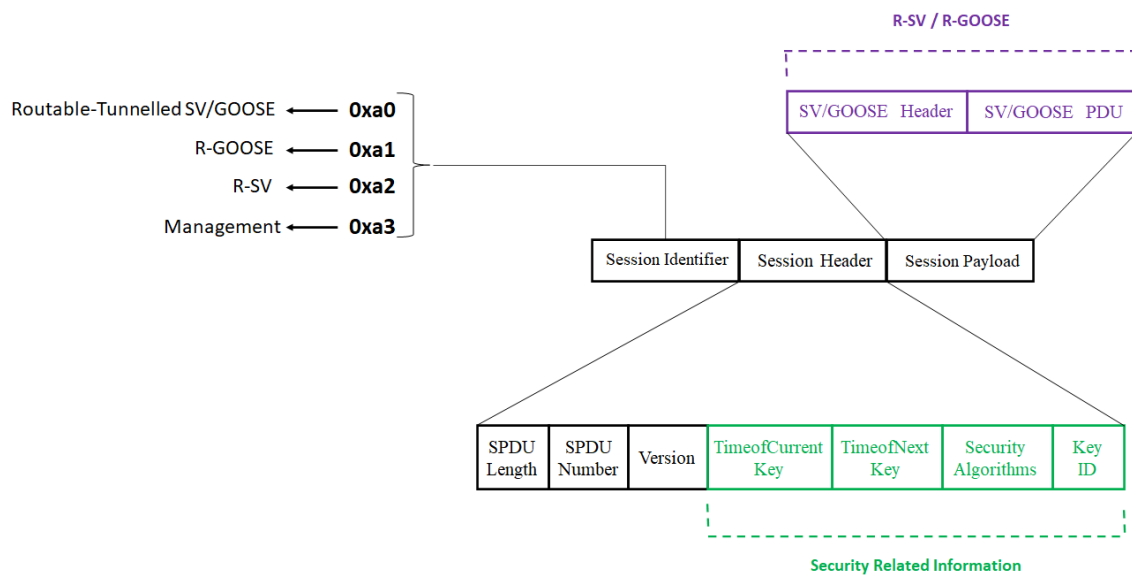 R-SV / R-GOOSE
SV/GOOSE Header
SV/GOOSE PDU
Routable-Tunnelled SV/GOOSE
0xa0
R-GOOSE
0xa1
R-SV
0xa2
Management
0xa3
Session Identifier
Session Header
Session Payload
SPDU
Length
SPDU
Number
Version
TimeofCurrent
Key
TimeofNext
Key
Security
Algorithms
Key
ID
Security Related Information